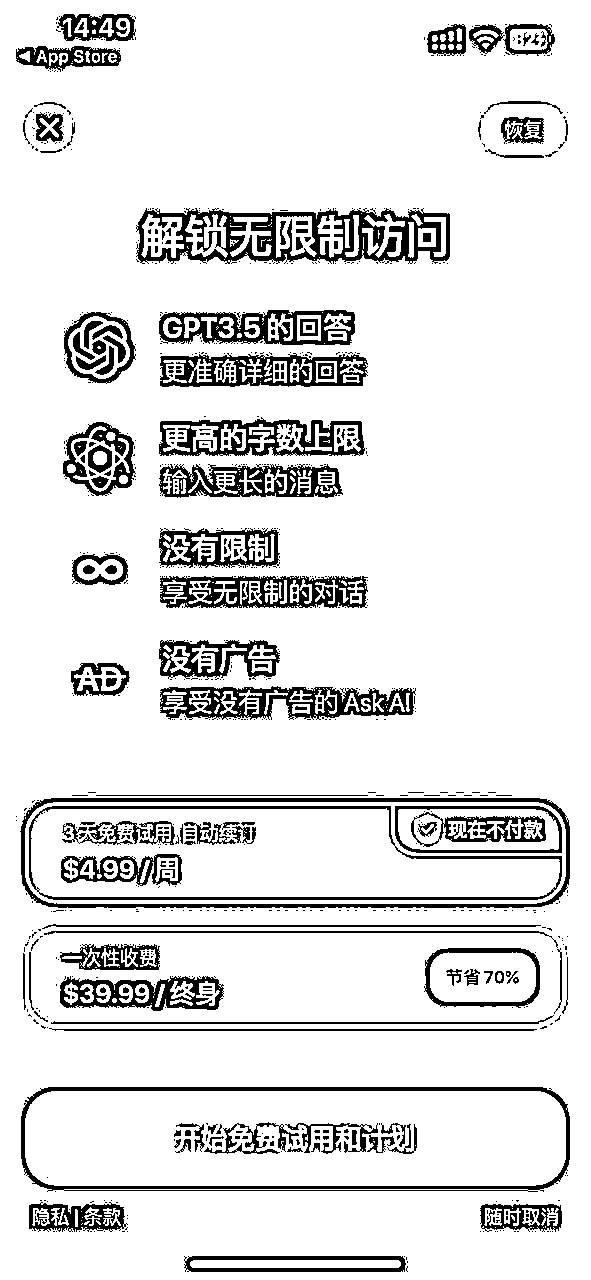 14:49
◀ App Store
恢复
解锁无限制访问
GPT3.5 的回答
更准确详细的回答
更高的字数上限
输入更长的消息
没有限制
享受无限制的对话
AD
没有广告
享受没有广告的 Ask AI
3 天免费试用, 自动续订
现在不付款
$4.99 / 周
一次性收费
$39.99 / 终身
节省 70%
开始免费试用和计划
隐私 | 条款
随时取消